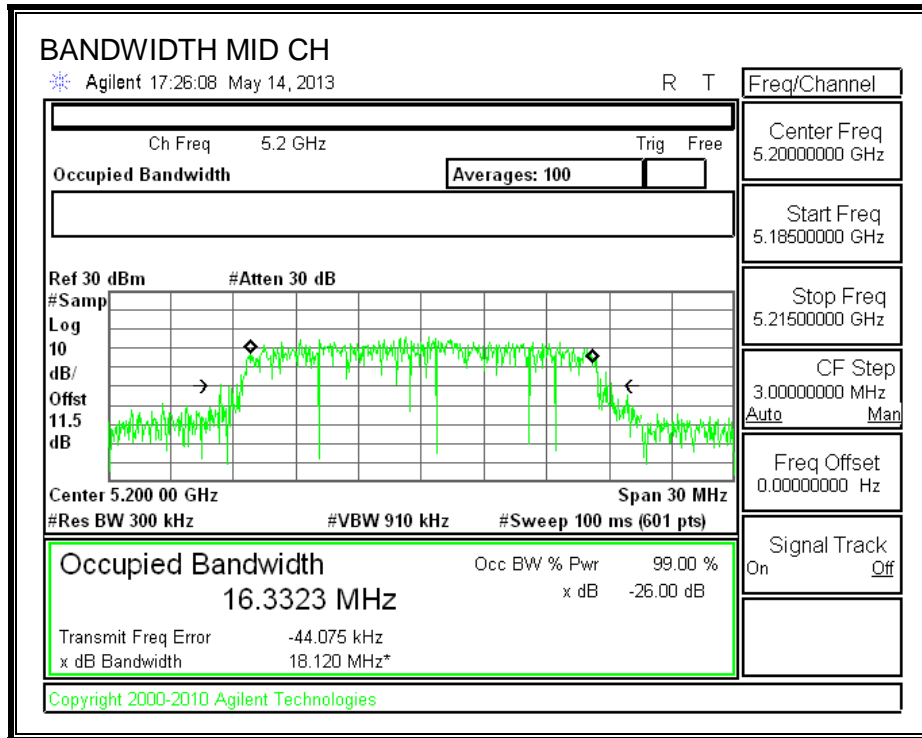 BANDWIDTH MID CH
Agilent 17:26:08 May 14, 2013 R T
Freq/Channel
Ch Freq 5.2 GHz Trig Free
Occupied Bandwidth Averages: 100
Center Freq
5.20000000 GHz
Start Freq
5.18500000 GHz
Stop Freq
5.21500000 GHz
CF Step
3.00000000 MHz
Auto Man
Freq Offset
0.00000000 Hz
Signal Track
On Off
Ref 30 dBm #Atten 30 dB
#Samp
Log
10
dB/
Offst
11.5
dB
Center 5.200 00 GHz Span 30 MHz
#Res BW 300 kHz #VBW 910 kHz #Sweep 100 ms (601 pts)
Occupied Bandwidth Occ BW % Pwr 99.00 %
16.3323 MHz x dB -26.00 dB
Transmit Freq Error -44.075 kHz
x dB Bandwidth 18.120 MHz*
Copyright 2000-2010 Agilent Technologies